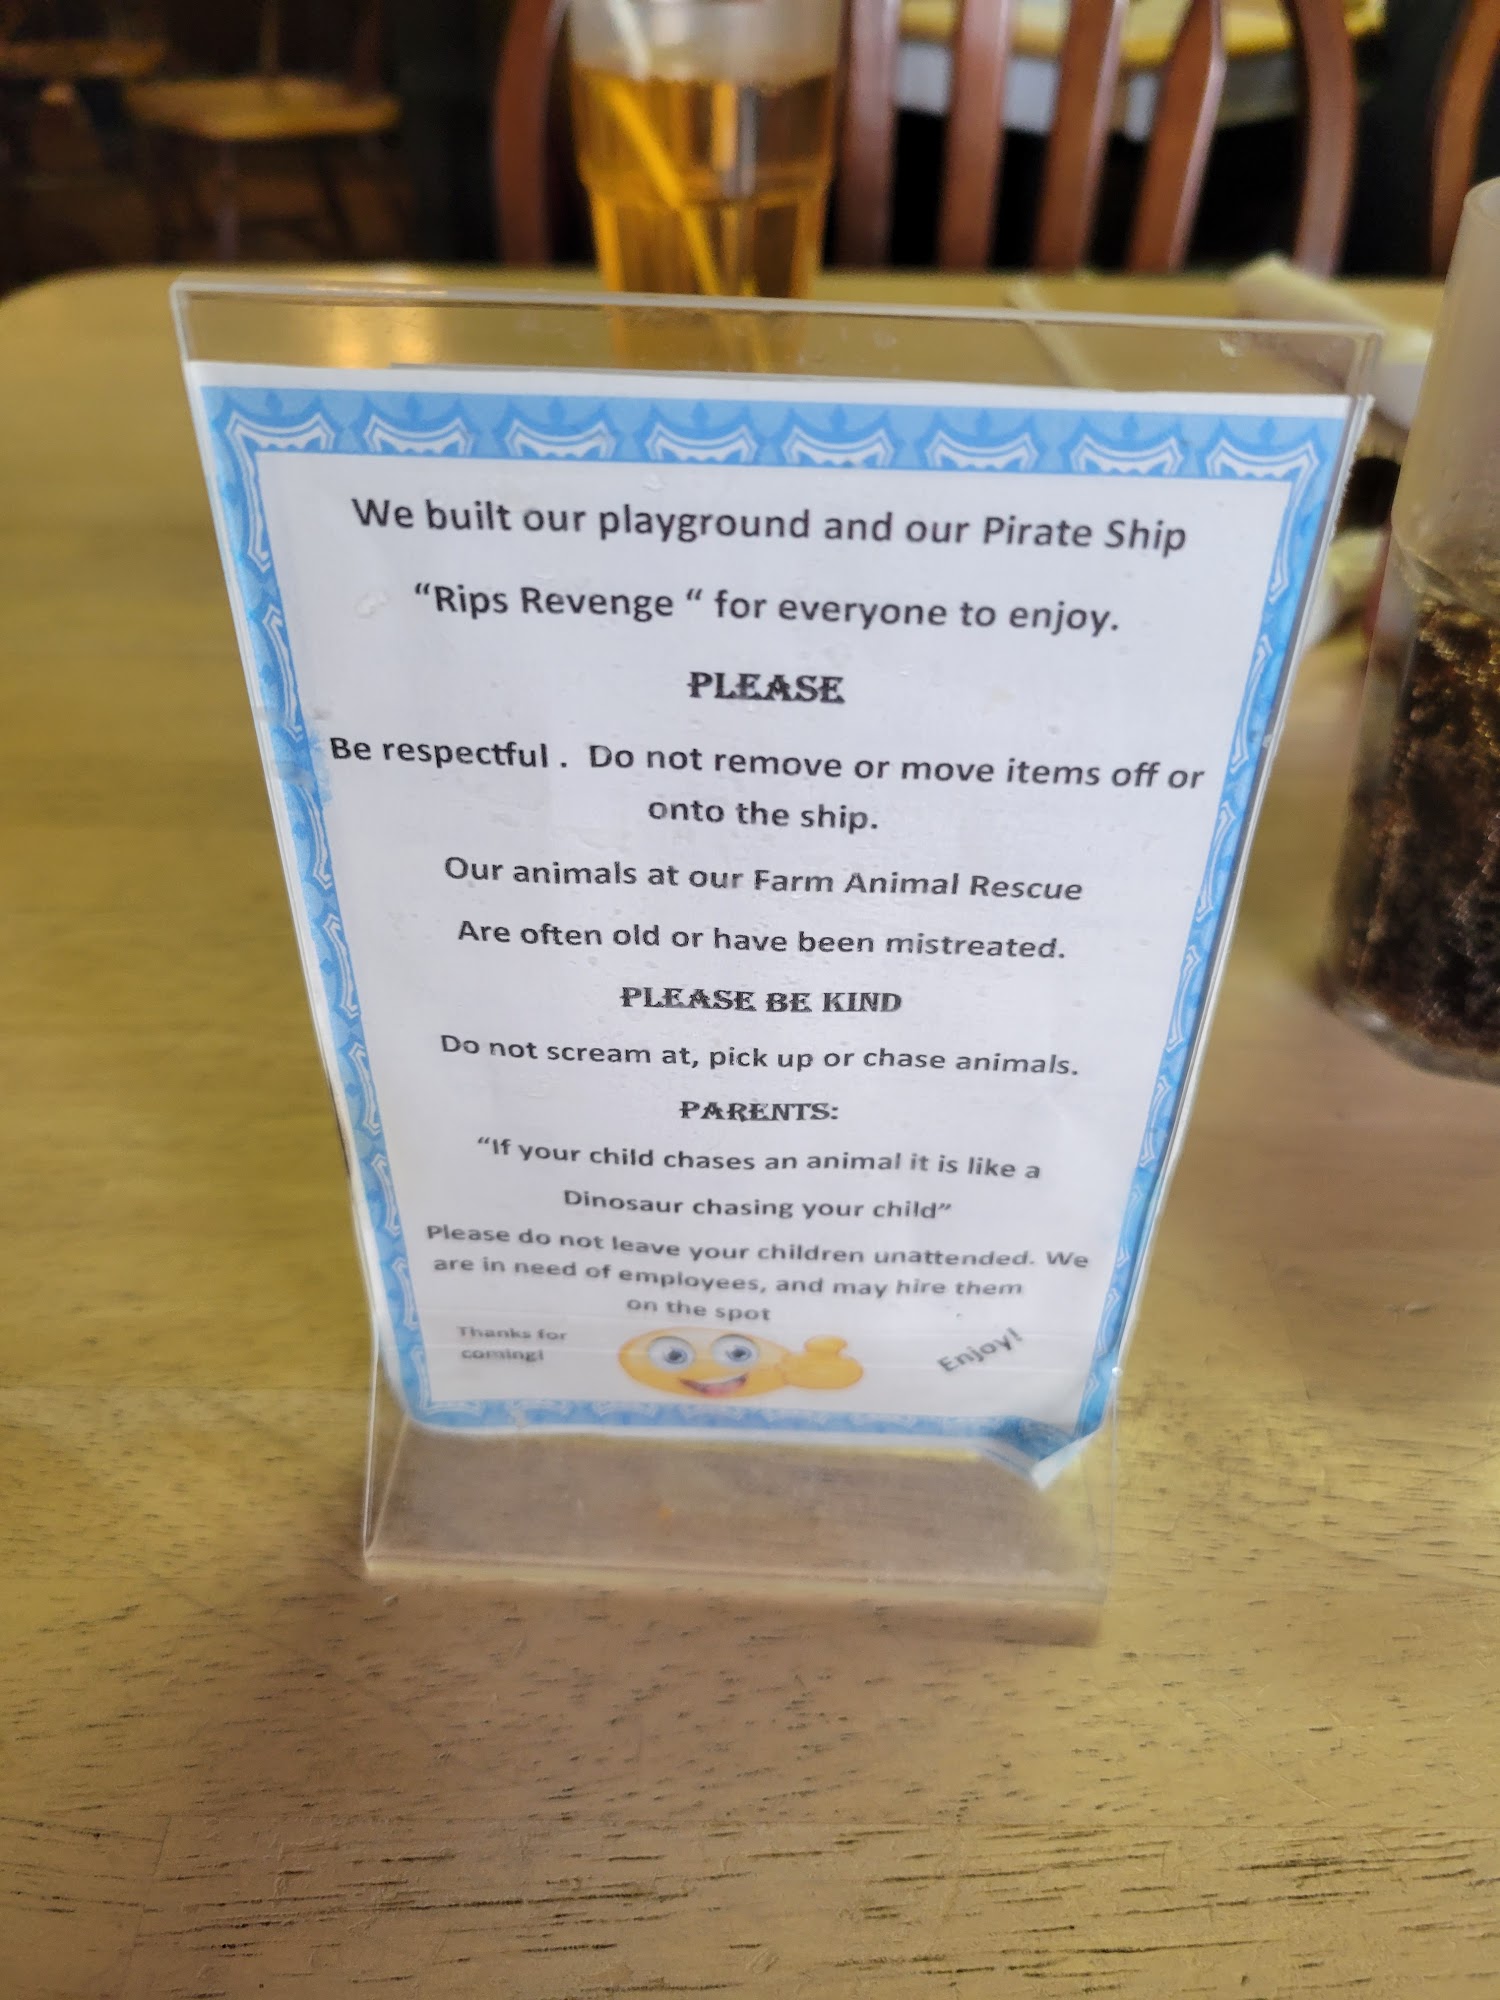 We built our playground and our Pirate Ship
“Rips Revenge “ for everyone to enjoy.
PLEASE
Be respectful .  Do not remove or move items off or
onto the ship.
Our animals at our Farm Animal Rescue
Are often old or have been mistreated.
PLEASE BE KIND
Do not scream at, pick up or chase animals.
PARENTS:
“If your child chases an animal it is like a
Dinosaur chasing your child”
Please do not leave your children unattended. We
are in need of employees, and may hire them
on the spot
Thanks for
coming!
Enjoy!